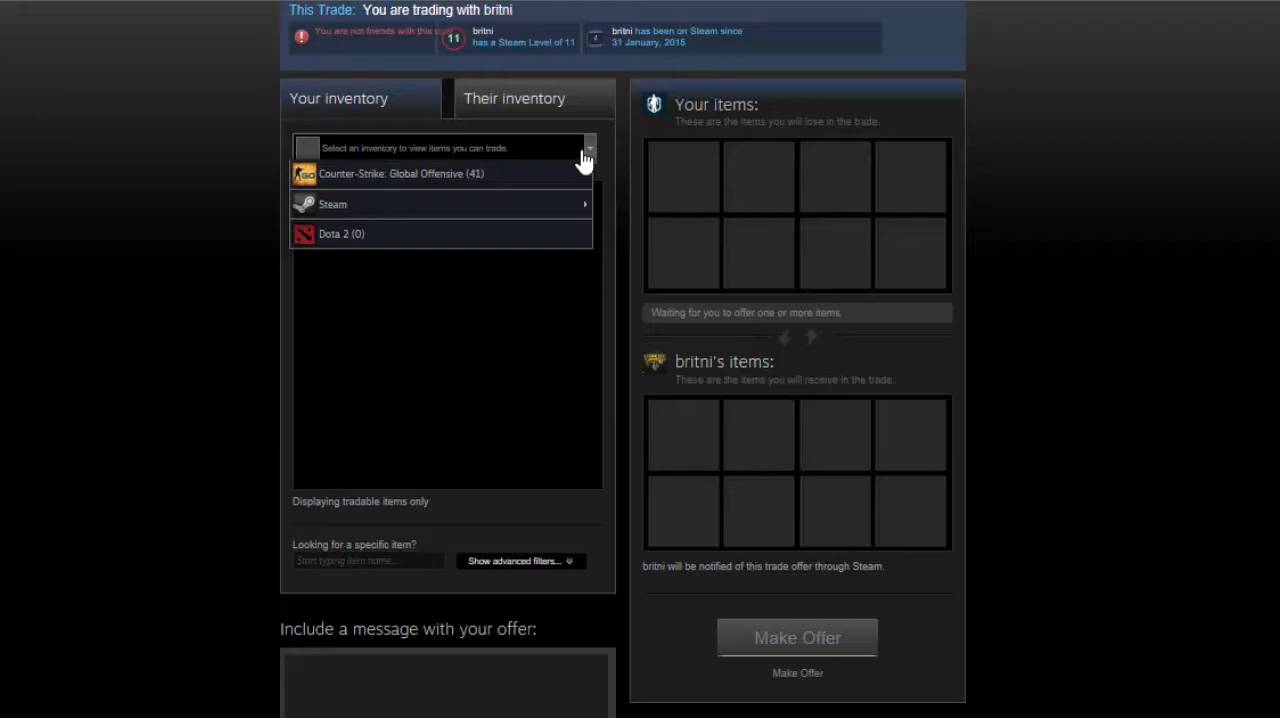 This Trade: You are trading with britni
You are not friends with this
11
britni
has a Steam Level of 11
4
britni has been on Steam since
31 January, 2015
Your inventory
Their inventory
Select an inventory to view items you can trade.
Counter-Strike: Global Offensive (41)
Steam
Dota 2 (0)
Displaying tradable items only
Looking for a specific item?
Start typing item name...
Show advanced filters...
Include a message with your offer:
Your items:
These are the items you will lose in the trade.
Waiting for you to offer one or more items.
britni's items:
These are the items you will receive in the trade.
britni will be notified of this trade offer through Steam.
Make Offer
Make Offer